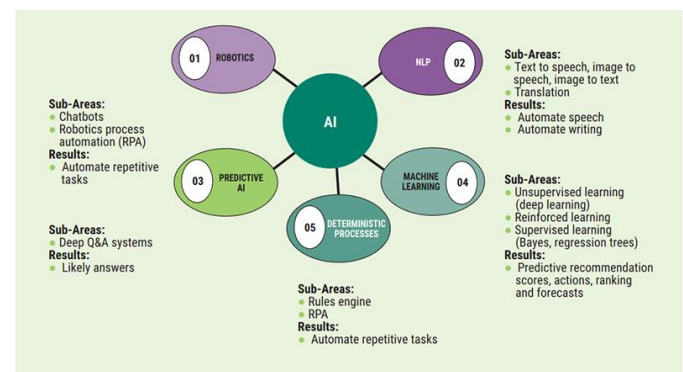 01 ROBOTICS
Sub-Areas:
Chatbots
Robotics process
automation (RPA)
Results:
Automate repetitive
tasks
NLP 02
Sub-Areas:
Text to speech, image to
speech, image to text
Translation
Results:
Automate speech
Automate writing
AI
03 PREDICTIVE
AI
Sub-Areas:
Deep Q&A systems
Results:
Likely answers
MACHINE
LEARNING 04
Sub-Areas:
Unsupervised learning
(deep learning)
Reinforced learning
Supervised learning
(Bayes, regression trees)
Results:
Predictive recommendation
scores, actions, ranking
and forecasts
05 DETERMINISTIC
PROCESSES
Sub-Areas:
Rules engine
RPA
Results:
Automate repetitive tasks